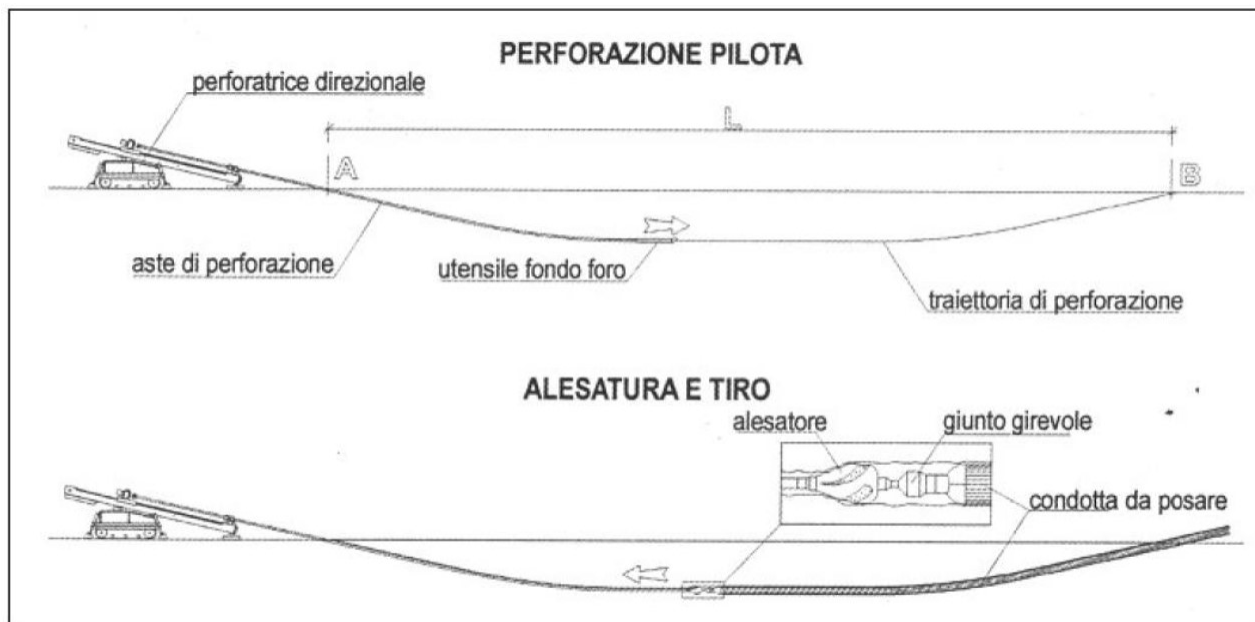 PERFORAZIONE PILOTA
perforatrice direzionale
L
A
B
aste di perforazione
utensile fondo foro
traiettoria di perforazione
ALESATURA E TIRO
alesatore
giunto girevole
condotta da posare